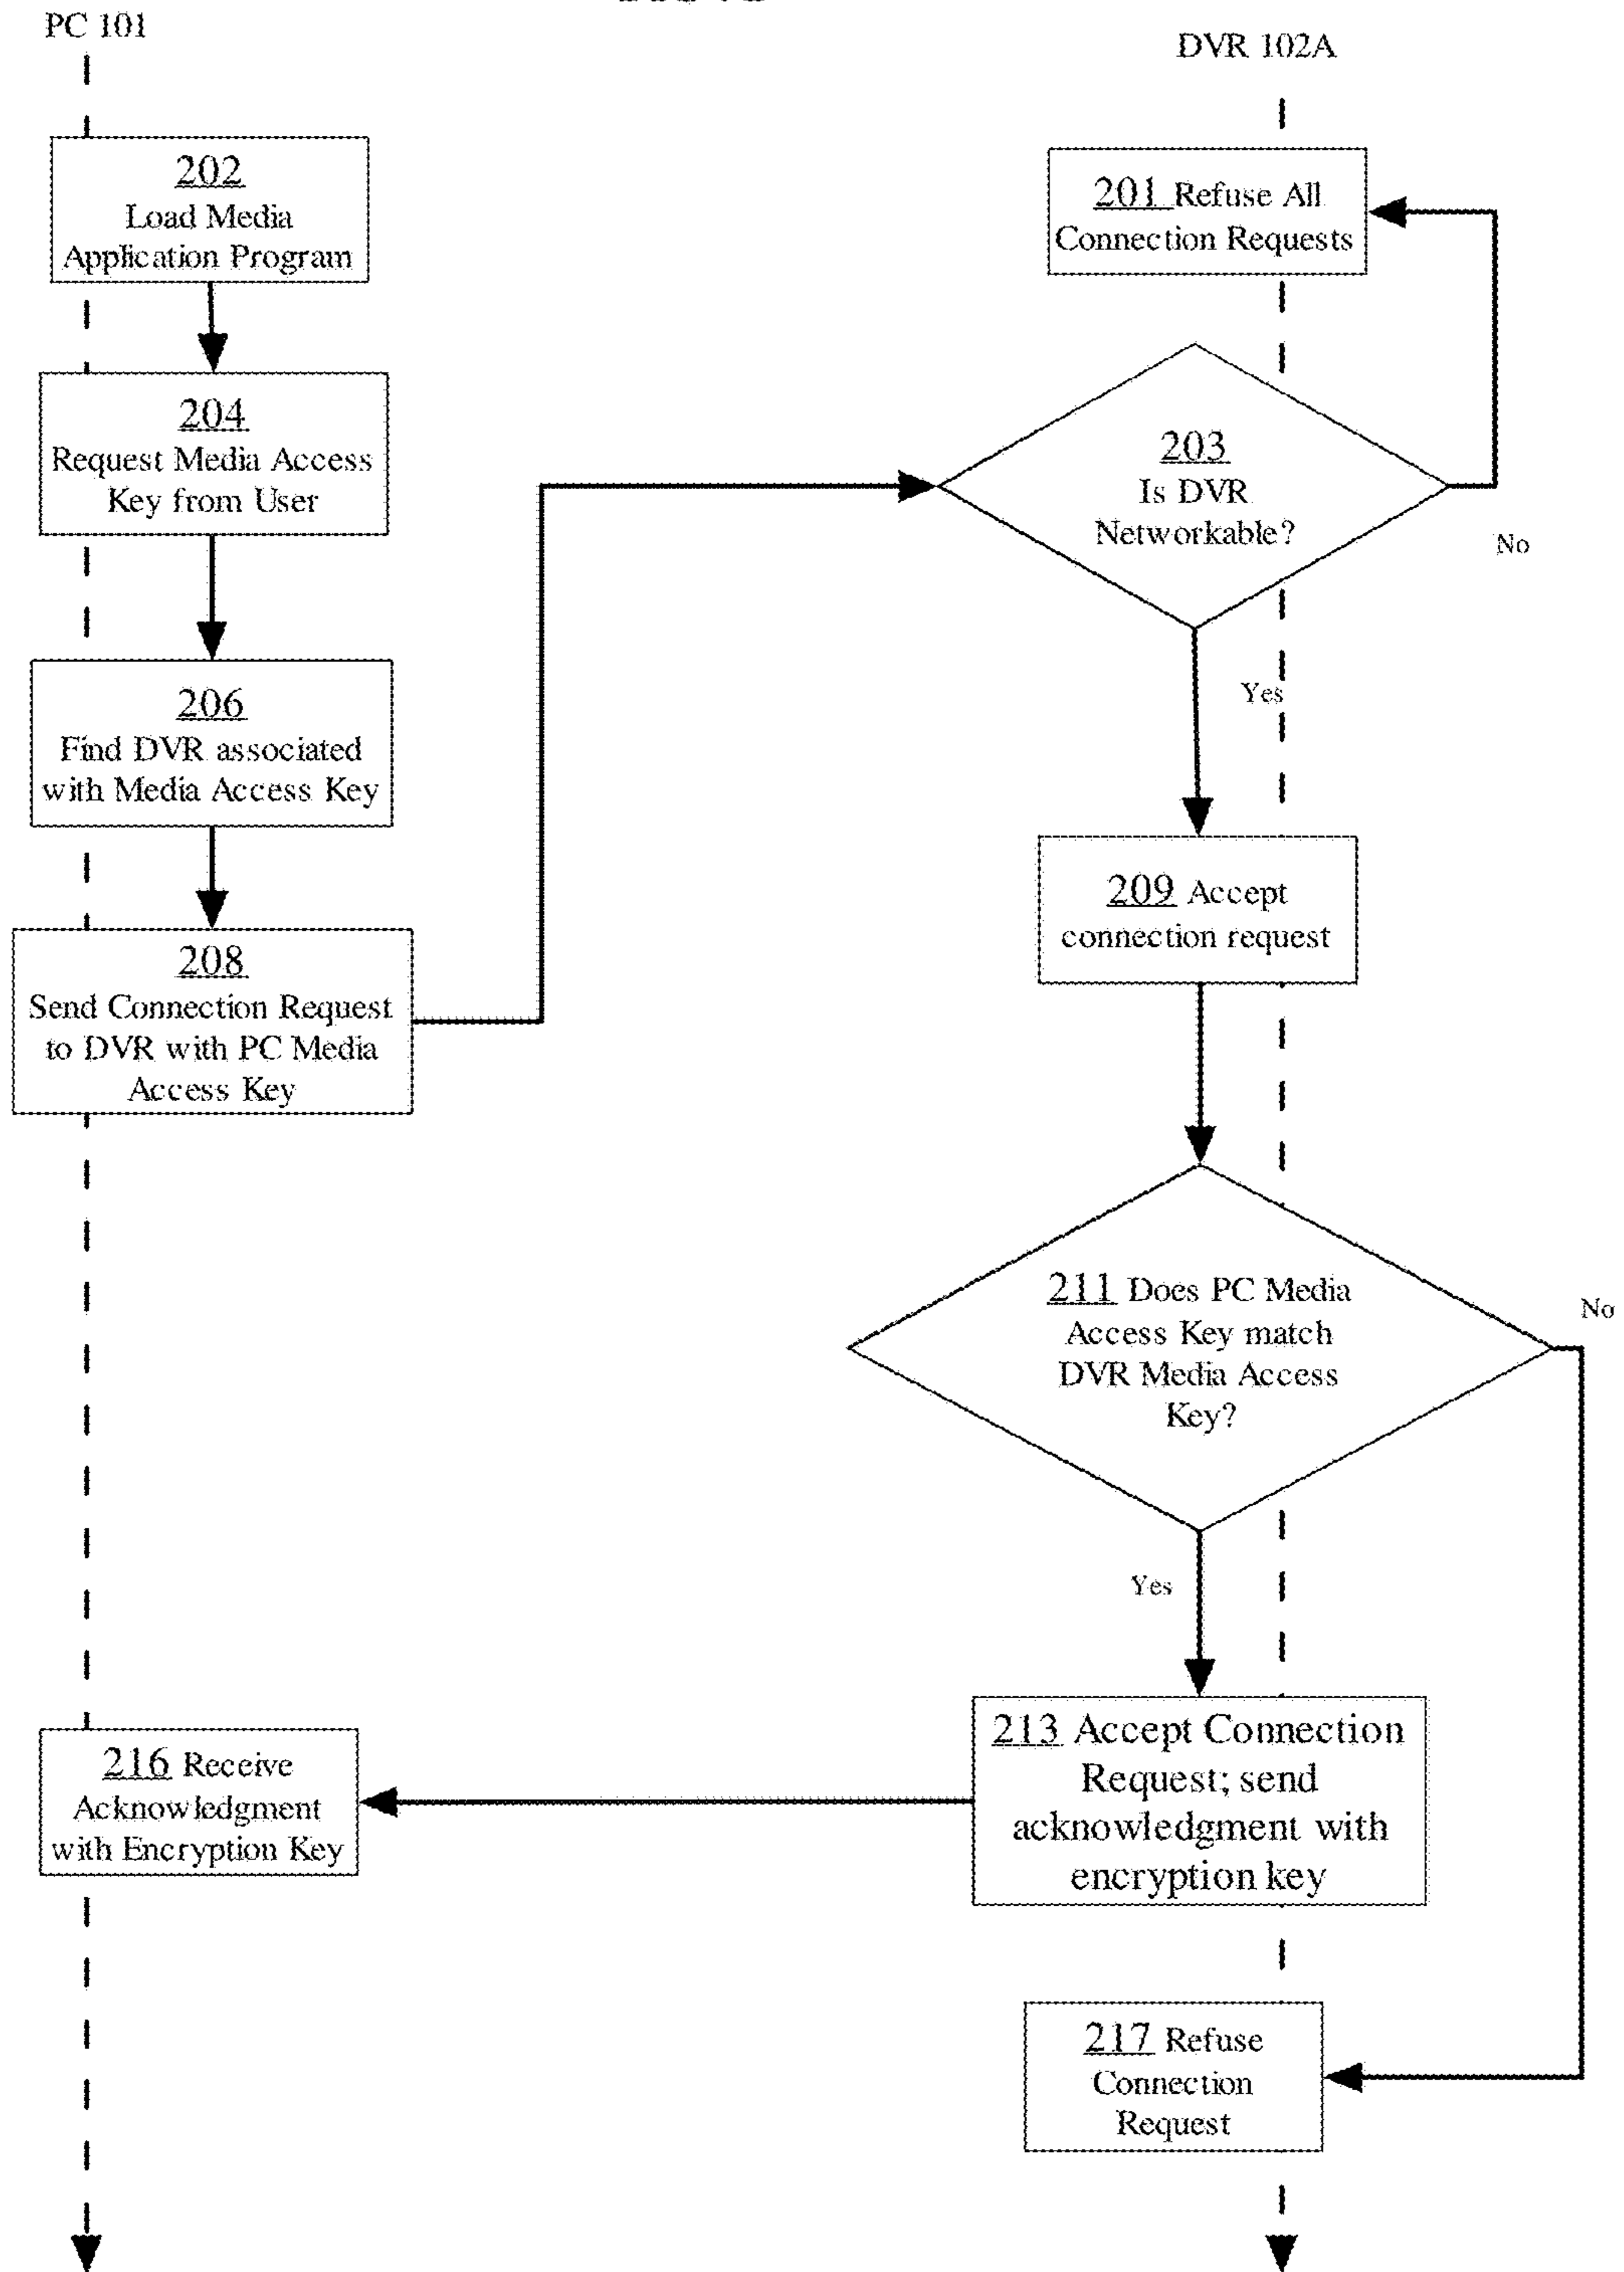 PC 101
DVR 102A
202
Load Media
Application Program
201 Refuse All
Connection Requests
204
Request Media Access
Key from User
203
Is DVR
Networkable?
No
Yes
206
Find DVR associated
with Media Access Key
209 Accept
connection request
208
Send Connection Request
to DVR with PC Media
Access Key
211 Does PC Media
Access Key match
DVR Media Access
Key?
No
Yes
213 Accept Connection
Request; send
acknowledgment with
encryption key
216 Receive
Acknowledgment
with Encryption Key
217 Refuse
Connection
Request